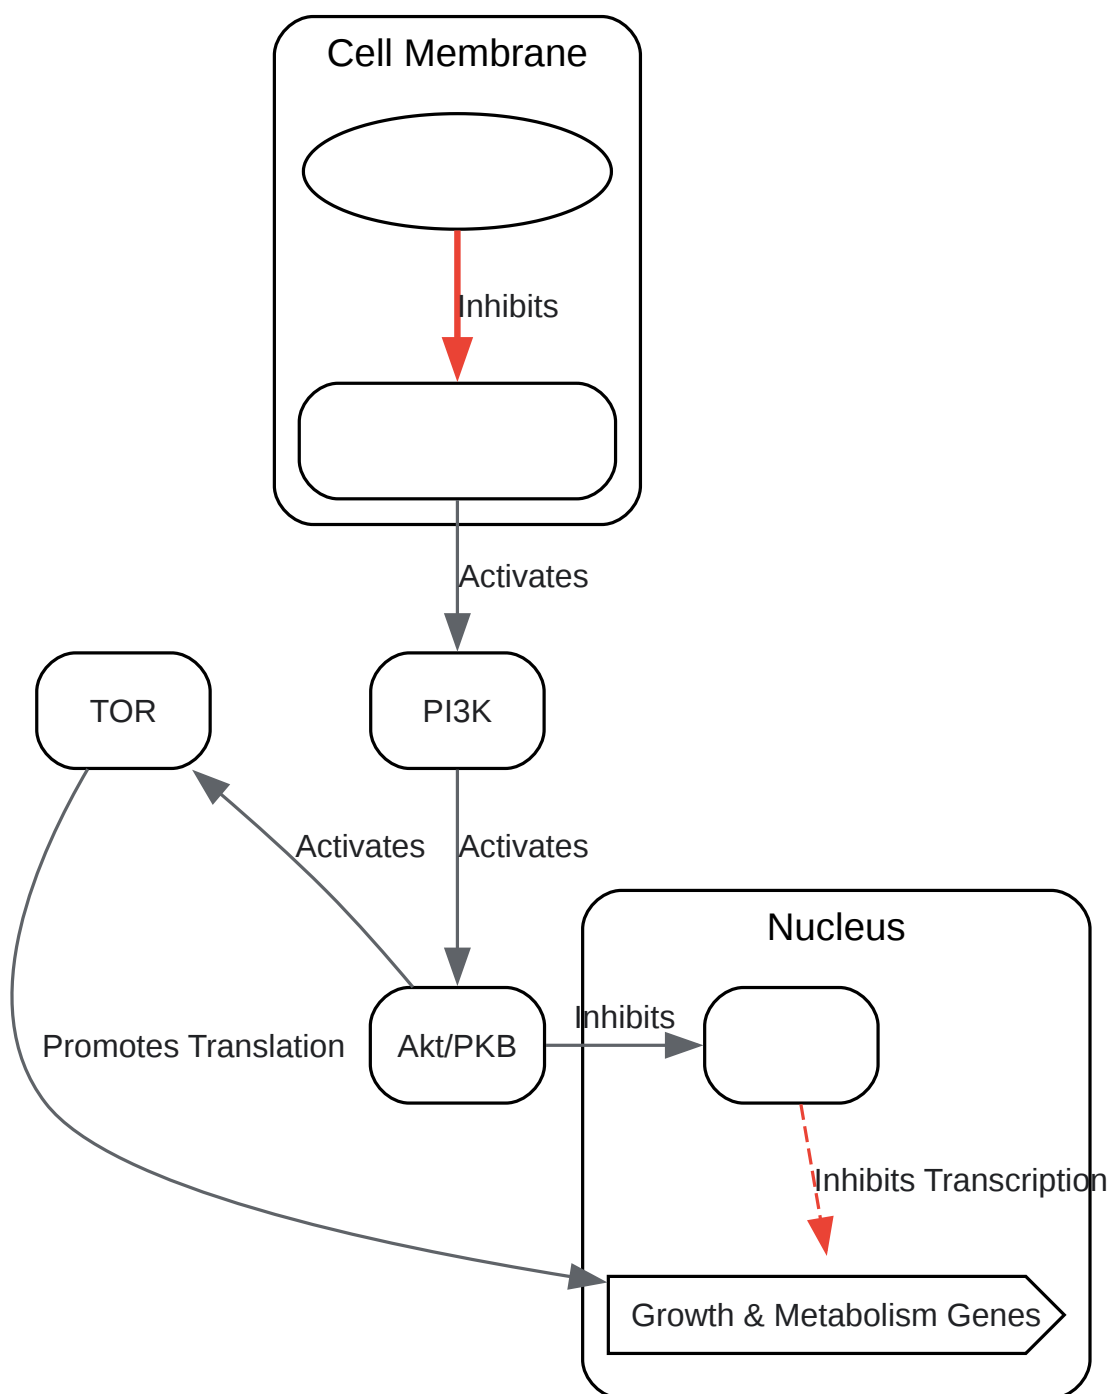 Cell Membrane
Inhibits
Activates
TOR
PI3K
Activates
Activates
Nucleus
Inhibits
Promotes Translation
Akt/PKB
Inhibits Transcription
Growth & Metabolism Genes